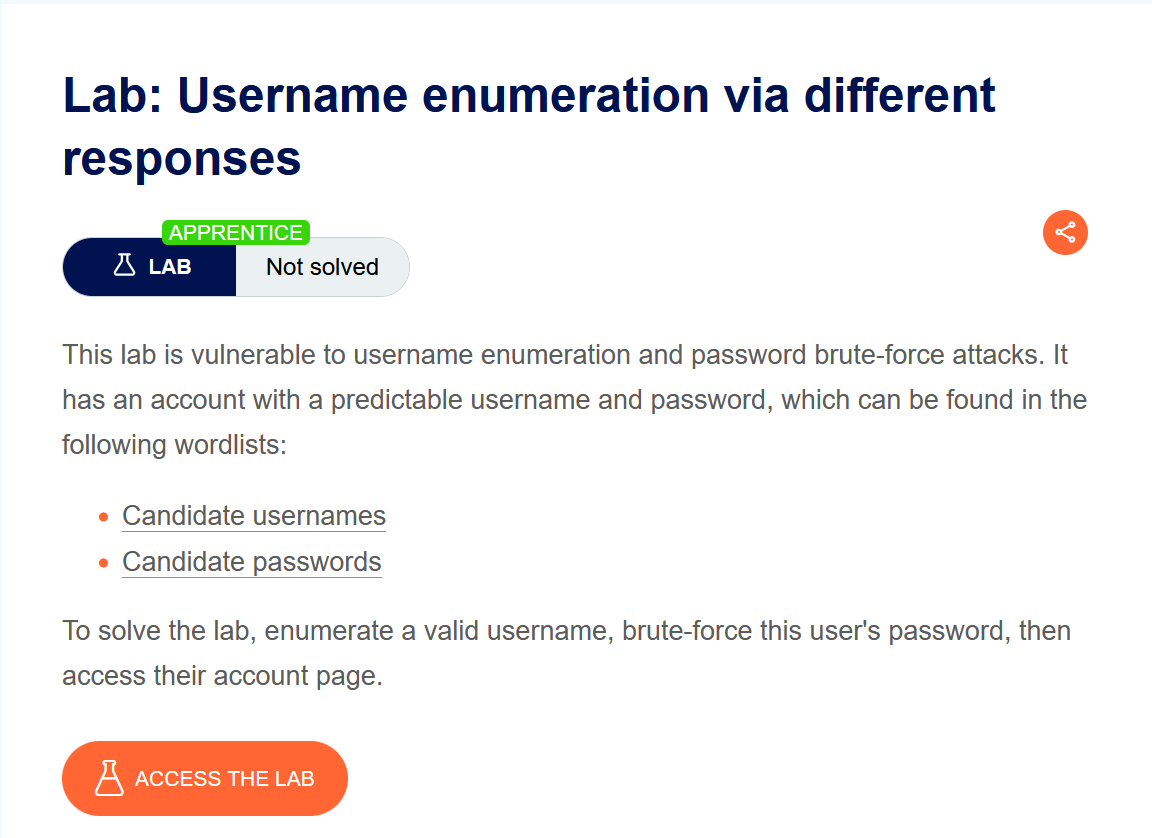 Lab: Username enumeration via different
responses
APPRENTICE
LAB
Not solved
This lab is vulnerable to username enumeration and password brute-force attacks. It
has an account with a predictable username and password, which can be found in the
following wordlists:
Candidate usernames
Candidate passwords
To solve the lab, enumerate a valid username, brute-force this user's password, then
access their account page.
ACCESS THE LAB